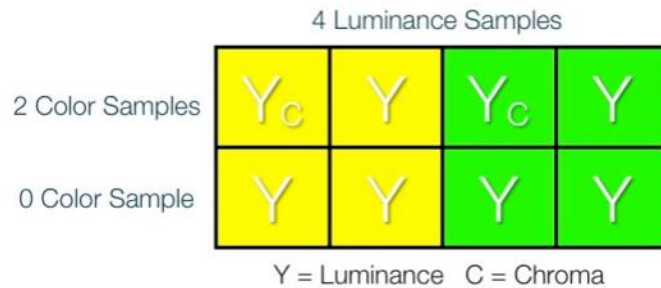 4 Luminance Samples
2 Color Samples
Y C Y Y C Y
0 Color Sample
Y Y Y Y
Y = Luminance C = Chroma